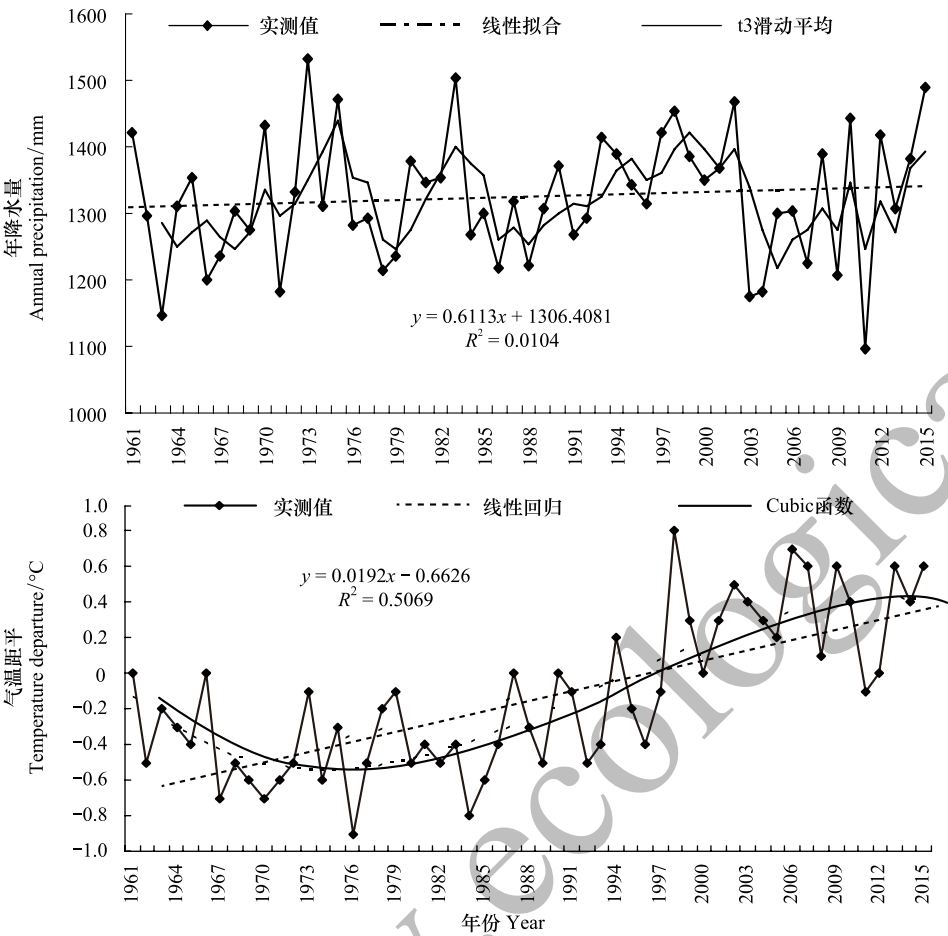 实测值 线性拟合 t3滑动平均
1600
1500
1400
1300
1200
1100
1000
年降水量
Annual precipitation/mm
y = 0.6113x + 1306.4081
R² = 0.0104
1961 1964 1967 1970 1973 1976 1979 1982 1985 1988 1991 1994 1997 2000 2003 2006 2009 2012 2015
实测值 线性回归 Cubic函数
1.0
0.8
0.6
0.4
0.2
0
−0.2
−0.4
−0.6
−0.8
−1.0
气温距平
Temperature departure/°C
y = 0.0192x − 0.6626
R² = 0.5069
1961 1964 1967 1970 1973 1976 1979 1982 1985 1988 1991 1994 1997 2000 2003 2006 2009 2012 2015
年份 Year